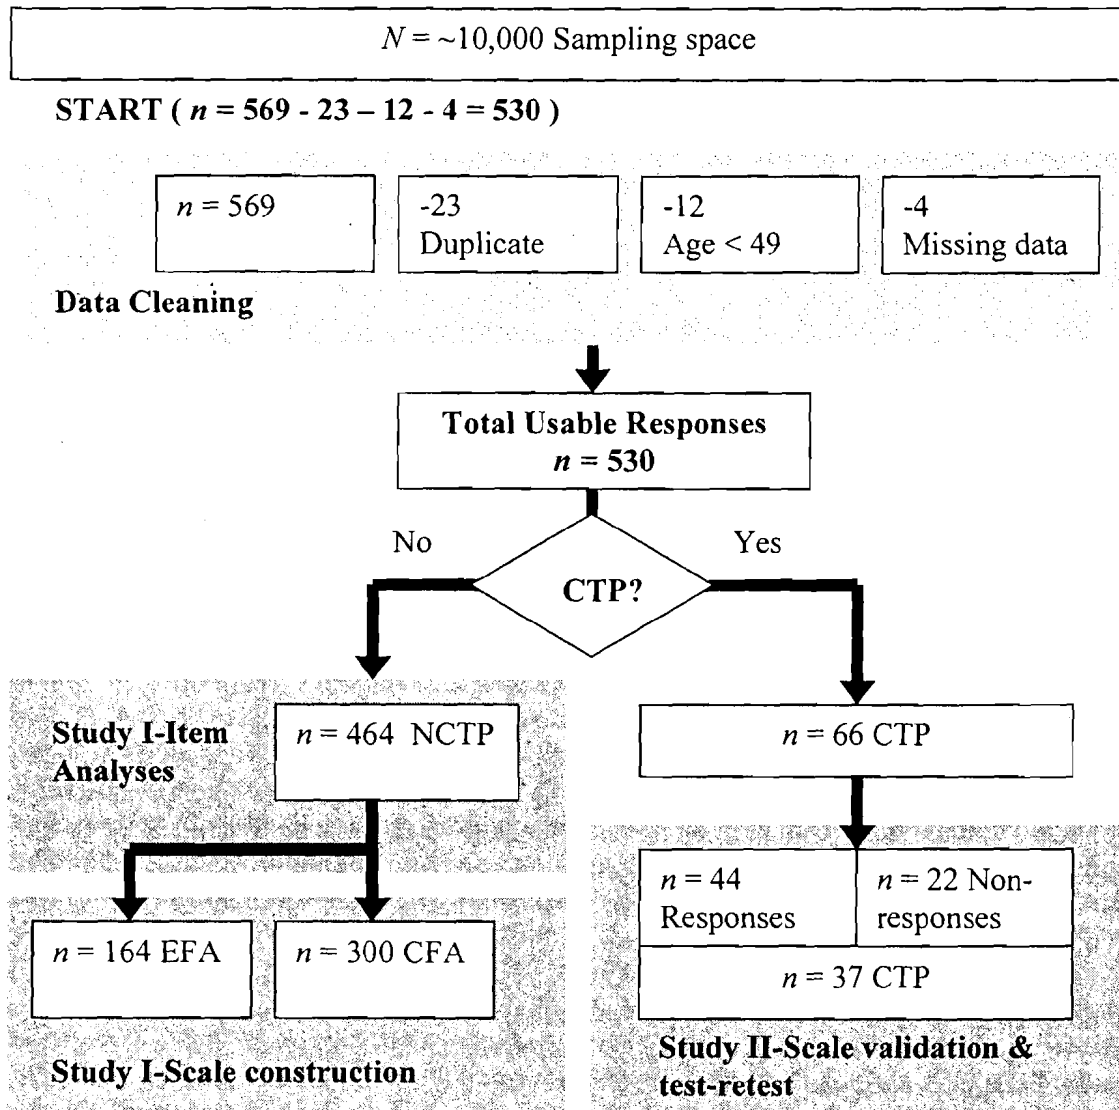 N = ~10,000 Sampling space
START ( n = 569 - 23 – 12 - 4 = 530 )
n = 569
-23
Duplicate
-12
Age < 49
-4
Missing data
Data Cleaning
Total Usable Responses
n = 530
No
Yes
CTP?
Study I-Item
Analyses
n = 464 NCTP
n = 66 CTP
n = 44
Responses
n = 22 Non-
responses
n = 164 EFA
n = 300 CFA
n = 37 CTP
Study I-Scale construction
Study II-Scale validation &
test-retest